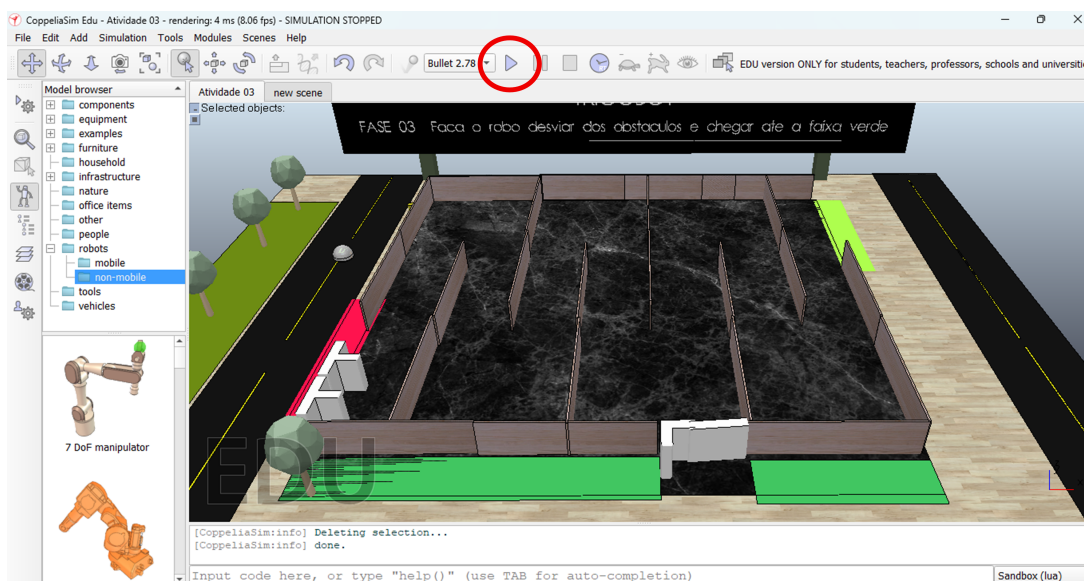 CoppeliaSim Edu - Atividade 03 - rendering: 4 ms (8.06 fps) - SIMULATION STOPPED
File Edit Add Simulation Tools Modules Scenes Help
Bullet 2.78
EDU version ONLY for students, teachers, professors, schools and universiti
Model browser
Atividade 03 new scene
components
equipment
examples
furniture
household
infrastructure
nature
office items
other
people
robots
mobile
non-mobile
tools
vehicles
7 DoF manipulator
Selected objects:
FASE 03 Faca o robo desviar dos obstaculos e chegar ate a faixa verde
EDU
[CoppeliaSim:info] Deleting selection...
[CoppeliaSim:info] done.
Input code here, or type "help()" (use TAB for auto-completion)
Sandbox (lua)